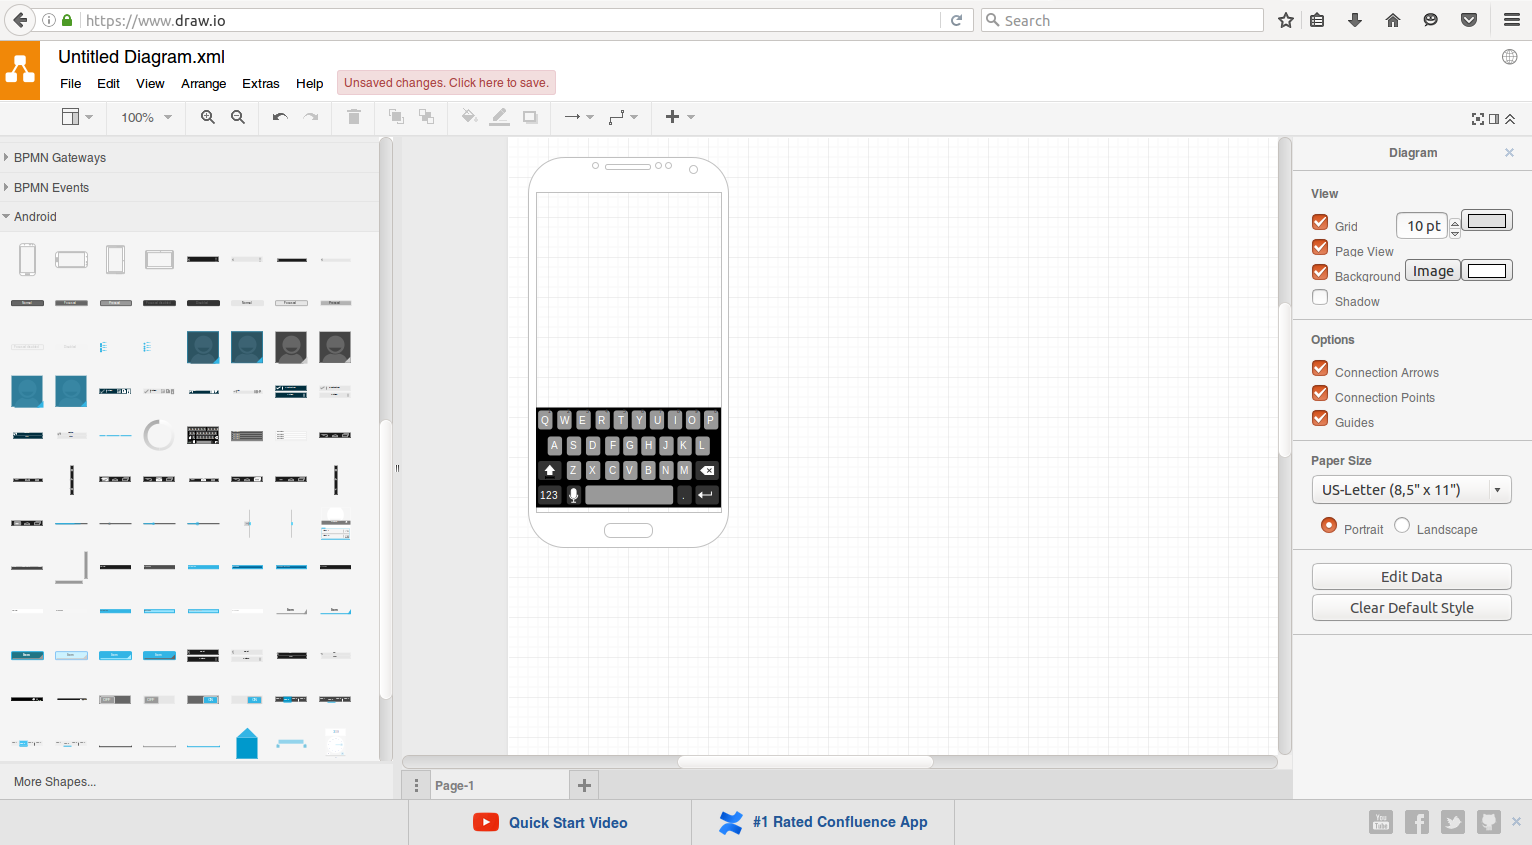 https://www.draw.io
Search
Untitled Diagram.xml
File Edit View Arrange Extras Help Unsaved changes. Click here to save.
100%
BPMN Gateways
BPMN Events
Android
More Shapes...
Q W E R T Y U I O P
A S D F G H J K L
Z X C V B N M
123 .
Page-1
Diagram
View
Grid 10 pt
Page View
Background Image
Shadow
Options
Connection Arrows
Connection Points
Guides
Paper Size
US-Letter (8,5" x 11")
Portrait Landscape
Edit Data
Clear Default Style
Quick Start Video
#1 Rated Confluence App
You
Tube